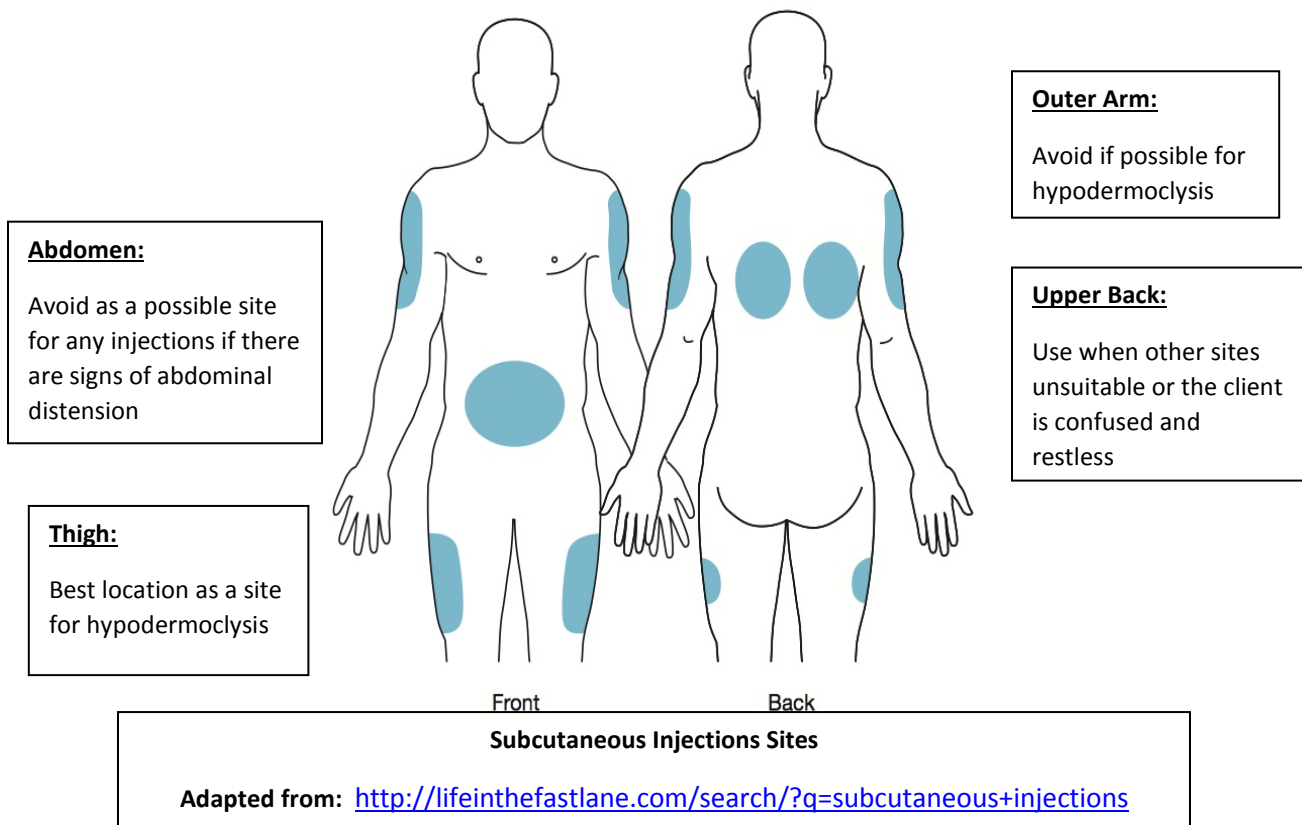 Outer Arm:
Avoid if possible for
hypodermoclysis
Abdomen:
Avoid as a possible site
for any injections if there
are signs of abdominal
distension
Upper Back:
Use when other sites
unsuitable or the client
is confused and
restless
Thigh:
Best location as a site
for hypodermoclysis
Front
Back
Subcutaneous Injections Sites
Adapted from: http://lifeinthefastlane.com/search/?q=subcutaneous+injections